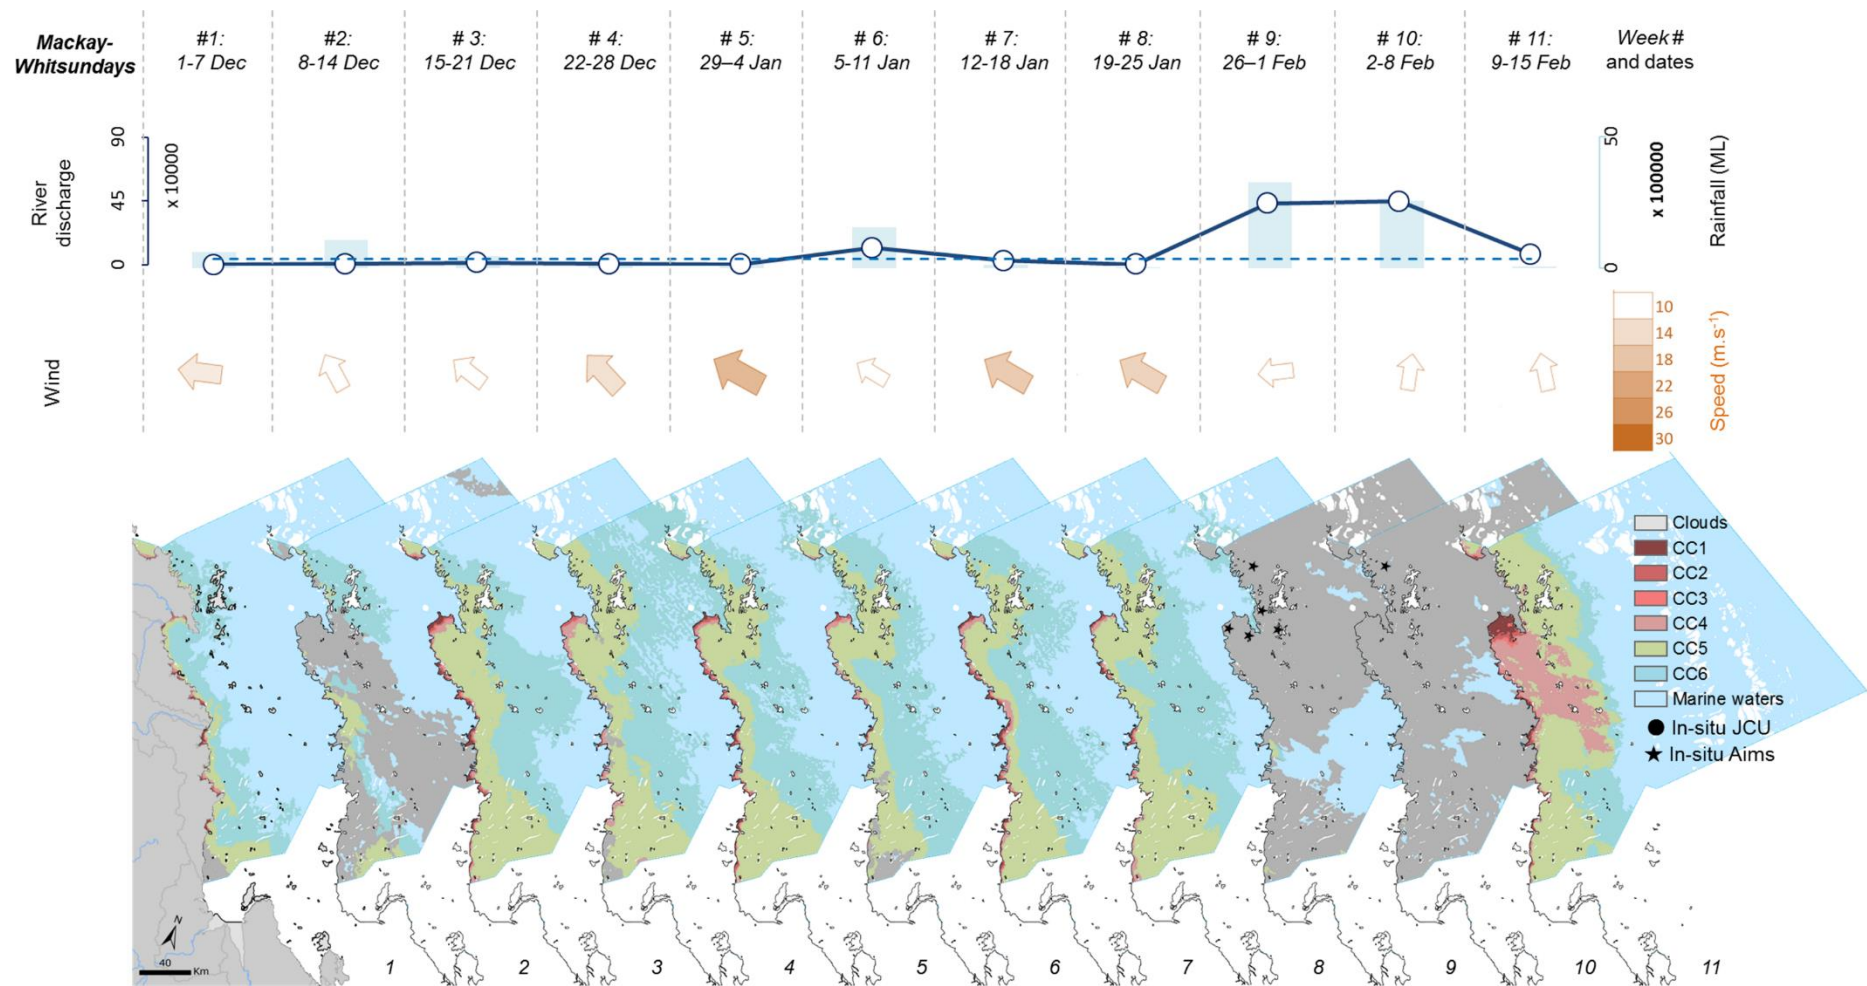 Mackay-
Whitsundays
#1:
1-7 Dec
#2:
8-14 Dec
# 3:
15-21 Dec
# 4:
22-28 Dec
# 5:
29–4 Jan
# 6:
5-11 Jan
# 7:
12-18 Jan
# 8:
19-25 Jan
# 9:
26–1 Feb
# 10:
2-8 Feb
# 11:
9-15 Feb
Week #
and dates
River
discharge
90
45
0
x 10000
50
0
x 100000
Rainfall (ML)
Wind
10
14
18
22
26
30
Speed (m.s-1)
Clouds
CC1
CC2
CC3
CC4
CC5
CC6
Marine waters
In-situ JCU
In-situ Aims
N
40
Km
1
2
3
4
5
6
7
8
9
10
11